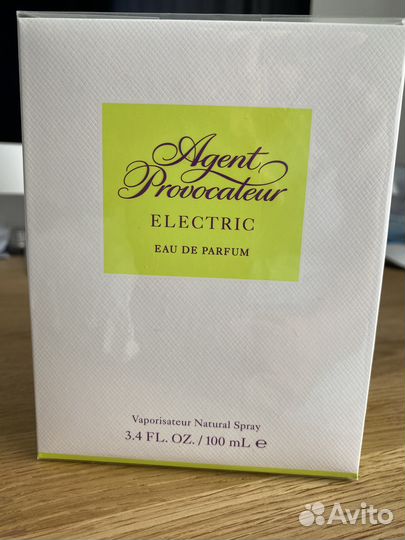 Agent
Provocateur
ELECTRIC
EAU DE PARFUM
Vaporisateur Natural Spray
3.4 FL. OZ. / 100 mL ℮
Avito